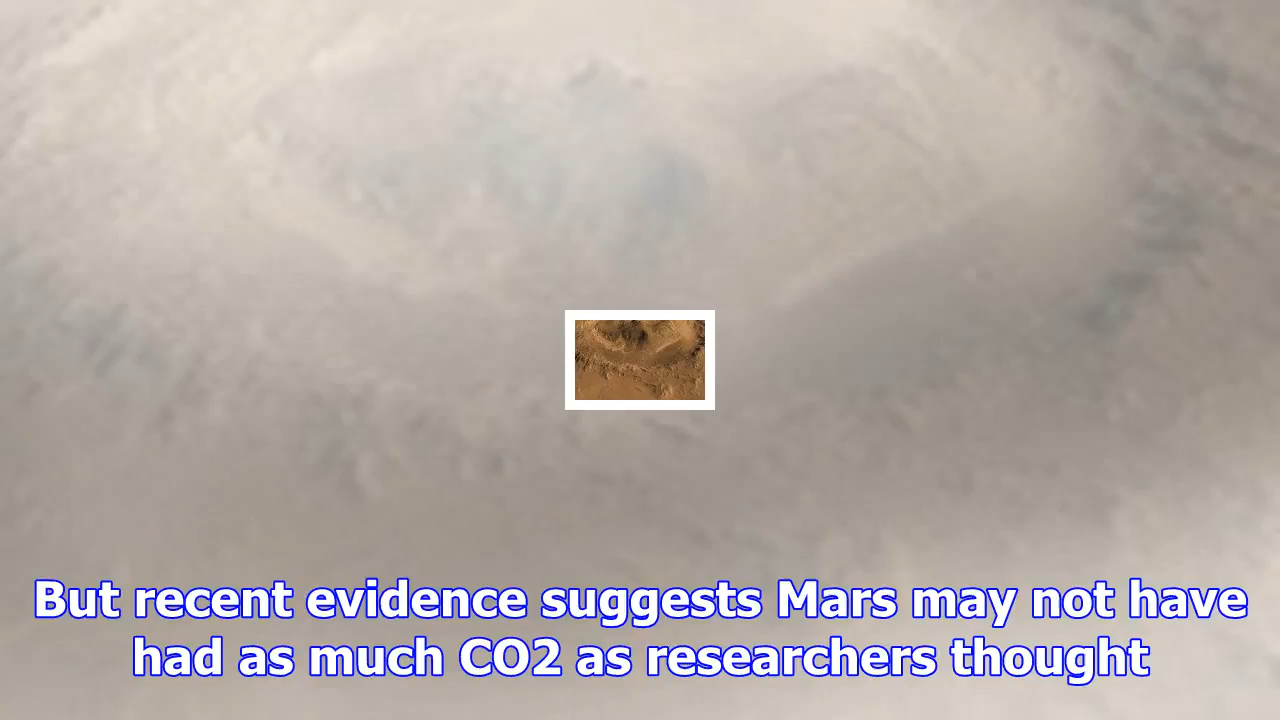 But recent evidence suggests Mars may not have
had as much CO2 as researchers thought